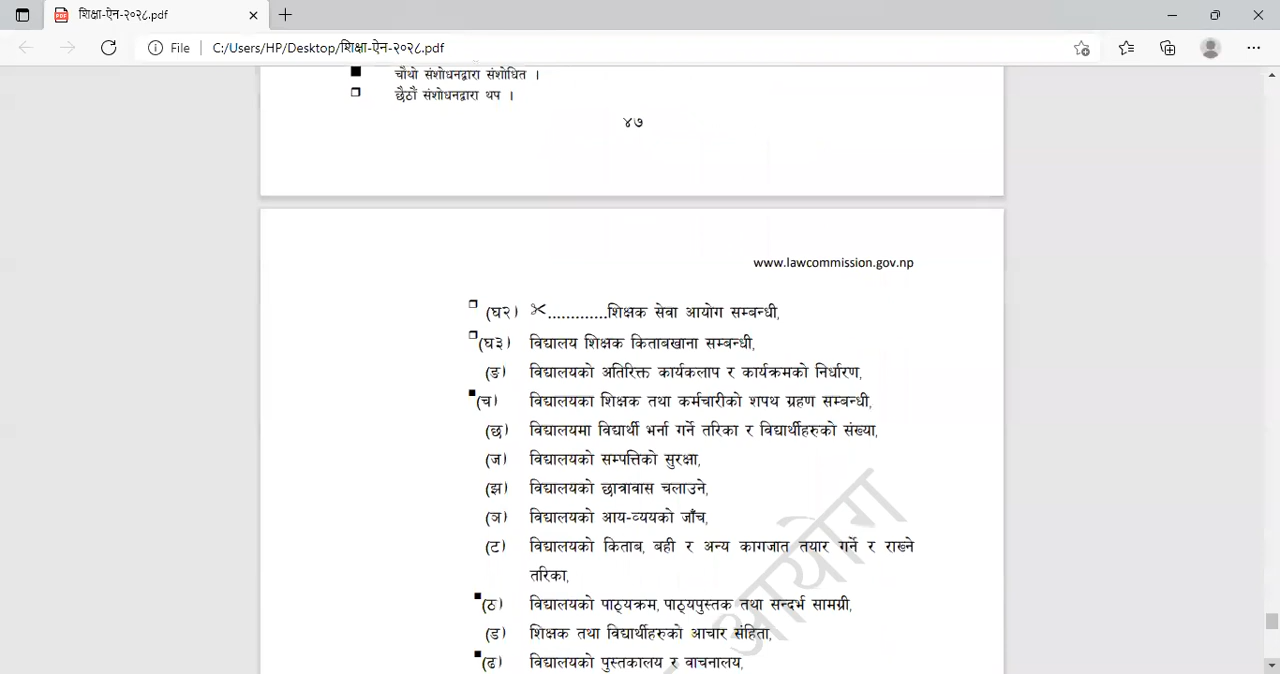 शिक्षा-ऐन-२०२८.pdf
File C:/Users/HP/Desktop/शिक्षा-ऐन-२०२८.pdf
चौथो संशोधनद्वारा संशोधित ।
छैठौं संशोधनद्वारा थप ।
४७
www.lawcommission.gov.np
(घ२) ✂.............शिक्षक सेवा आयोग सम्बन्धी,
(घ३) विद्यालय शिक्षक किताबखाना सम्बन्धी,
(ङ) विद्यालयको अतिरिक्त कार्यकलाप र कार्यक्रमको निर्धारण,
(च) विद्यालयका शिक्षक तथा कर्मचारीको शपथ ग्रहण सम्बन्धी,
(छ) विद्यालयमा विद्यार्थी भर्ना गर्ने तरिका र विद्यार्थीहरुको संख्या,
(ज) विद्यालयको सम्पत्तिको सुरक्षा,
(झ) विद्यालयको छात्रावास चलाउने,
(ञ) विद्यालयको आय-व्ययको जाँच,
(ट) विद्यालयको किताब, बही र अन्य कागजात तयार गर्ने र राख्ने
तरिका,
(ठ) विद्यालयको पाठ्यक्रम, पाठ्यपुस्तक तथा सन्दर्भ सामग्री,
(ड) शिक्षक तथा विद्यार्थीहरुको आचार संहिता,
(ढ) विद्यालयको पुस्तकालय र वाचनालय,
आयोग